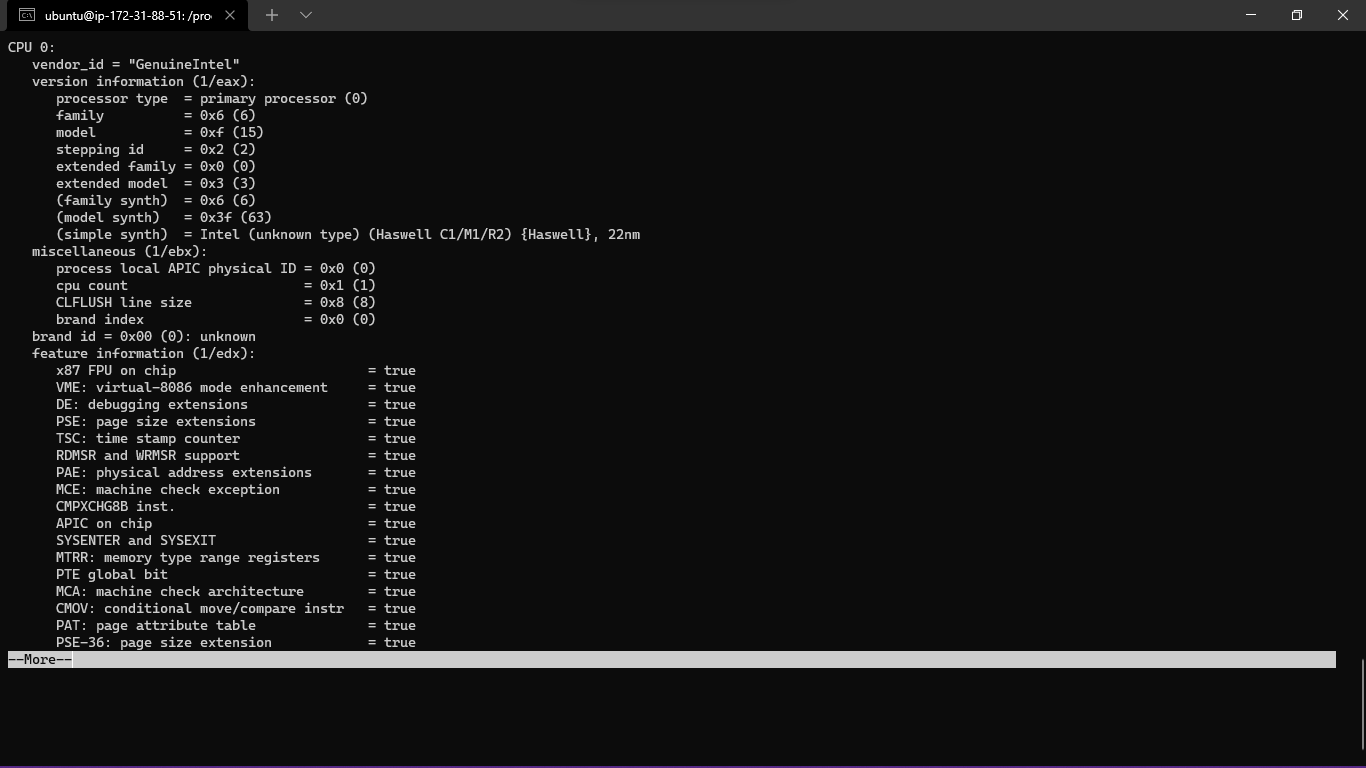 ubuntu@ip-172-31-88-51: /pro
CPU 0:
   vendor_id = "GenuineIntel"
   version information (1/eax):
      processor type  = primary processor (0)
      family          = 0x6 (6)
      model           = 0xf (15)
      stepping id     = 0x2 (2)
      extended family = 0x0 (0)
      extended model  = 0x3 (3)
      (family synth)  = 0x6 (6)
      (model synth)   = 0x3f (63)
      (simple synth)  = Intel (unknown type) (Haswell C1/M1/R2) {Haswell}, 22nm
   miscellaneous (1/ebx):
      process local APIC physical ID = 0x0 (0)
      cpu count                      = 0x1 (1)
      CLFLUSH line size              = 0x8 (8)
      brand index                    = 0x0 (0)
   brand id = 0x00 (0): unknown
   feature information (1/edx):
      x87 FPU on chip                        = true
      VME: virtual-8086 mode enhancement     = true
      DE: debugging extensions               = true
      PSE: page size extensions              = true
      TSC: time stamp counter                = true
      RDMSR and WRMSR support                = true
      PAE: physical address extensions       = true
      MCE: machine check exception           = true
      CMPXCHG8B inst.                        = true
      APIC on chip                           = true
      SYSENTER and SYSEXIT                   = true
      MTRR: memory type range registers      = true
      PTE global bit                         = true
      MCA: machine check architecture        = true
      CMOV: conditional move/compare instr   = true
      PAT: page attribute table              = true
      PSE-36: page size extension            = true
--More--